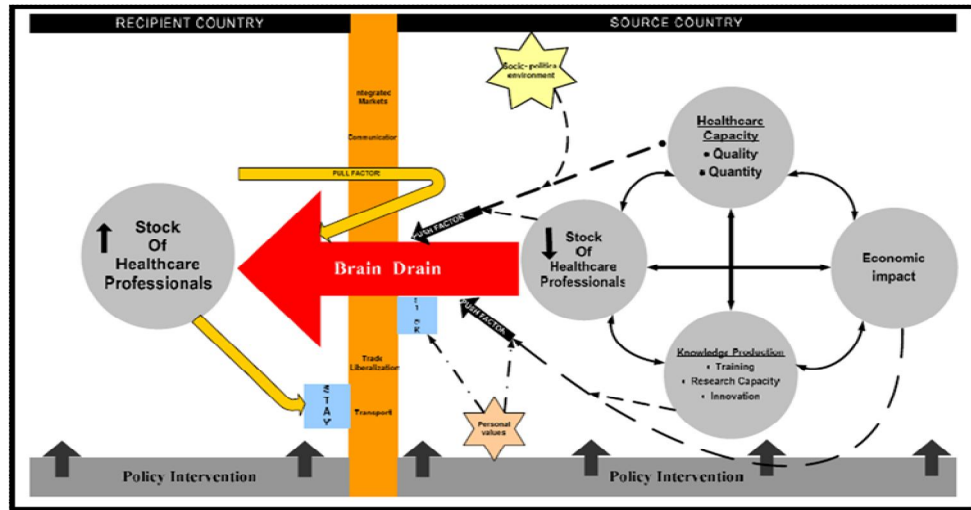 RECIPIENT COUNTRY
SOURCE COUNTRY
Socio-politica
environment
Integrated
Markets
Communication
PULL FACTOR
Healthcare
Capacity
• Quality
• Quantity
PUSH FACTOR
Stock
Of
Healthcare
Professionals
Brain Drain
Stock
Of
Healthcare
Professionals
Economic
impact
PUSH FACTOR
Trade
Liberalization
Transport
S
T
A
Y
Knowledge Production
• Training
• Research Capacity
• Innovation
Personal
values
Policy Intervention
Policy Intervention